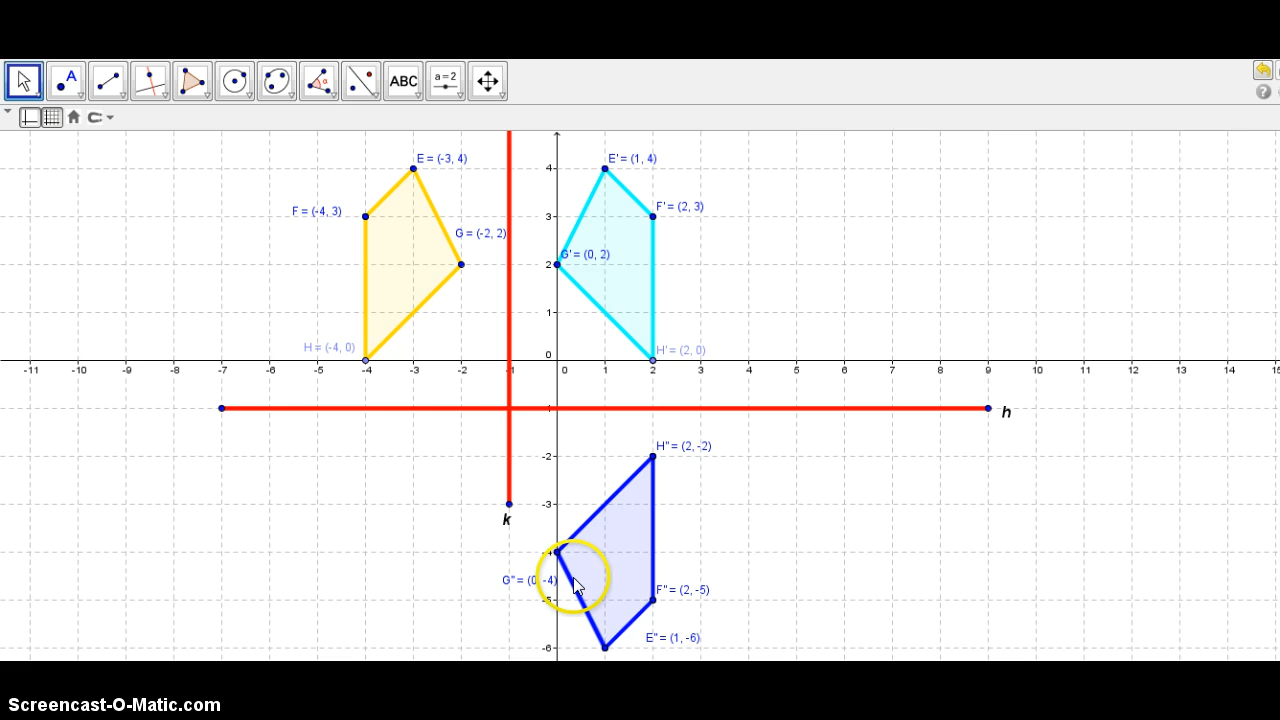 A
ABC
a=2
α
?
E = (-3, 4)
E' = (1, 4)
4
F = (-4, 3)
F' = (2, 3)
3
G = (-2, 2)
G' = (0, 2)
2
1
H = (-4, 0)
H' = (2, 0)
0
-11 -10 -9 -8 -7 -6 -5 -4 -3 -2 -1 0 1 2 3 4 5 6 7 8 9 10 11 12 13 14 15
-1
h
H" = (2, -2)
-2
-3
k
-4
G" = (0, -4)
F" = (2, -5)
-5
E" = (1, -6)
-6
Screencast-O-Matic.com